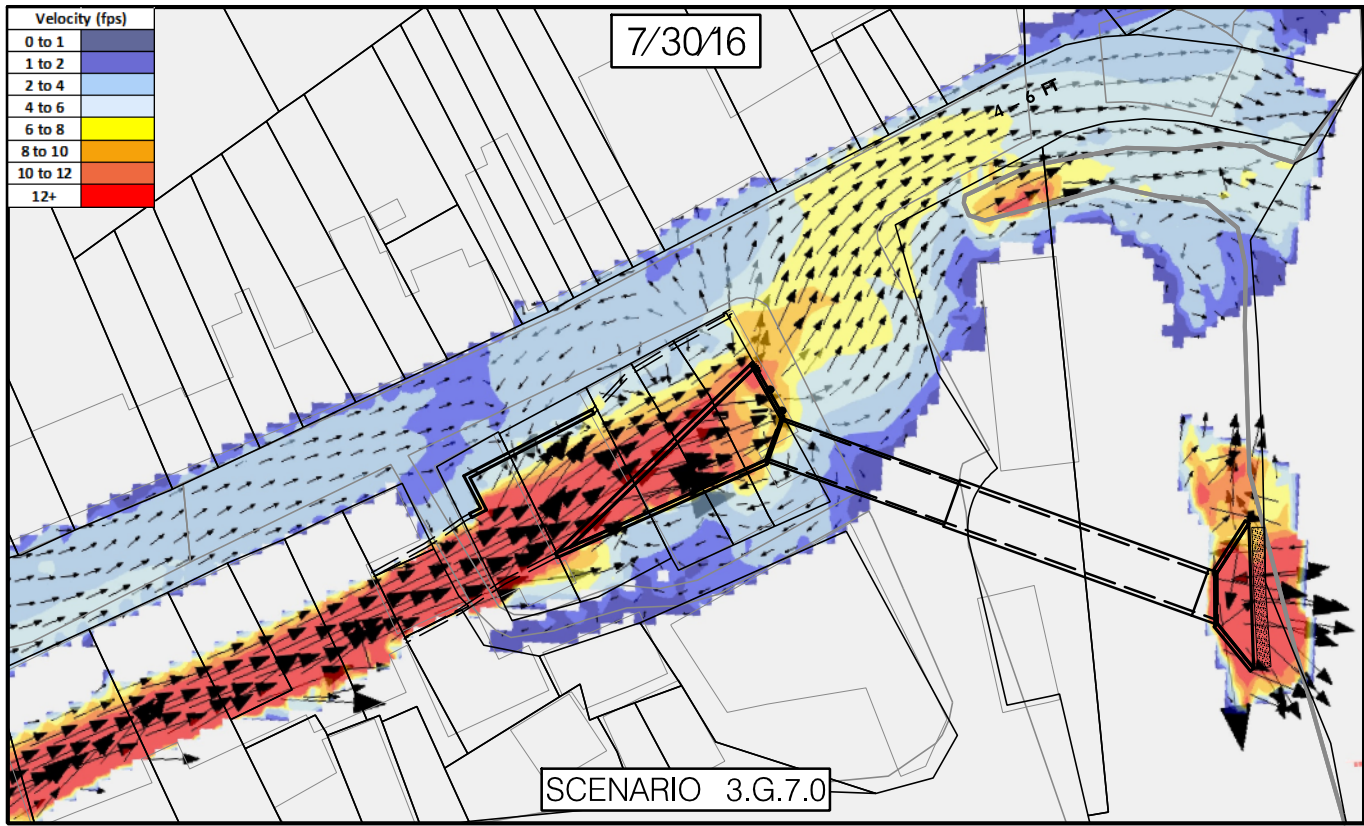 Velocity (fps)
0 to 1
1 to 2
2 to 4
4 to 6
6 to 8
8 to 10
10 to 12
12+
7/30/16
4 - 6 FT
SCENARIO 3.G.7.0